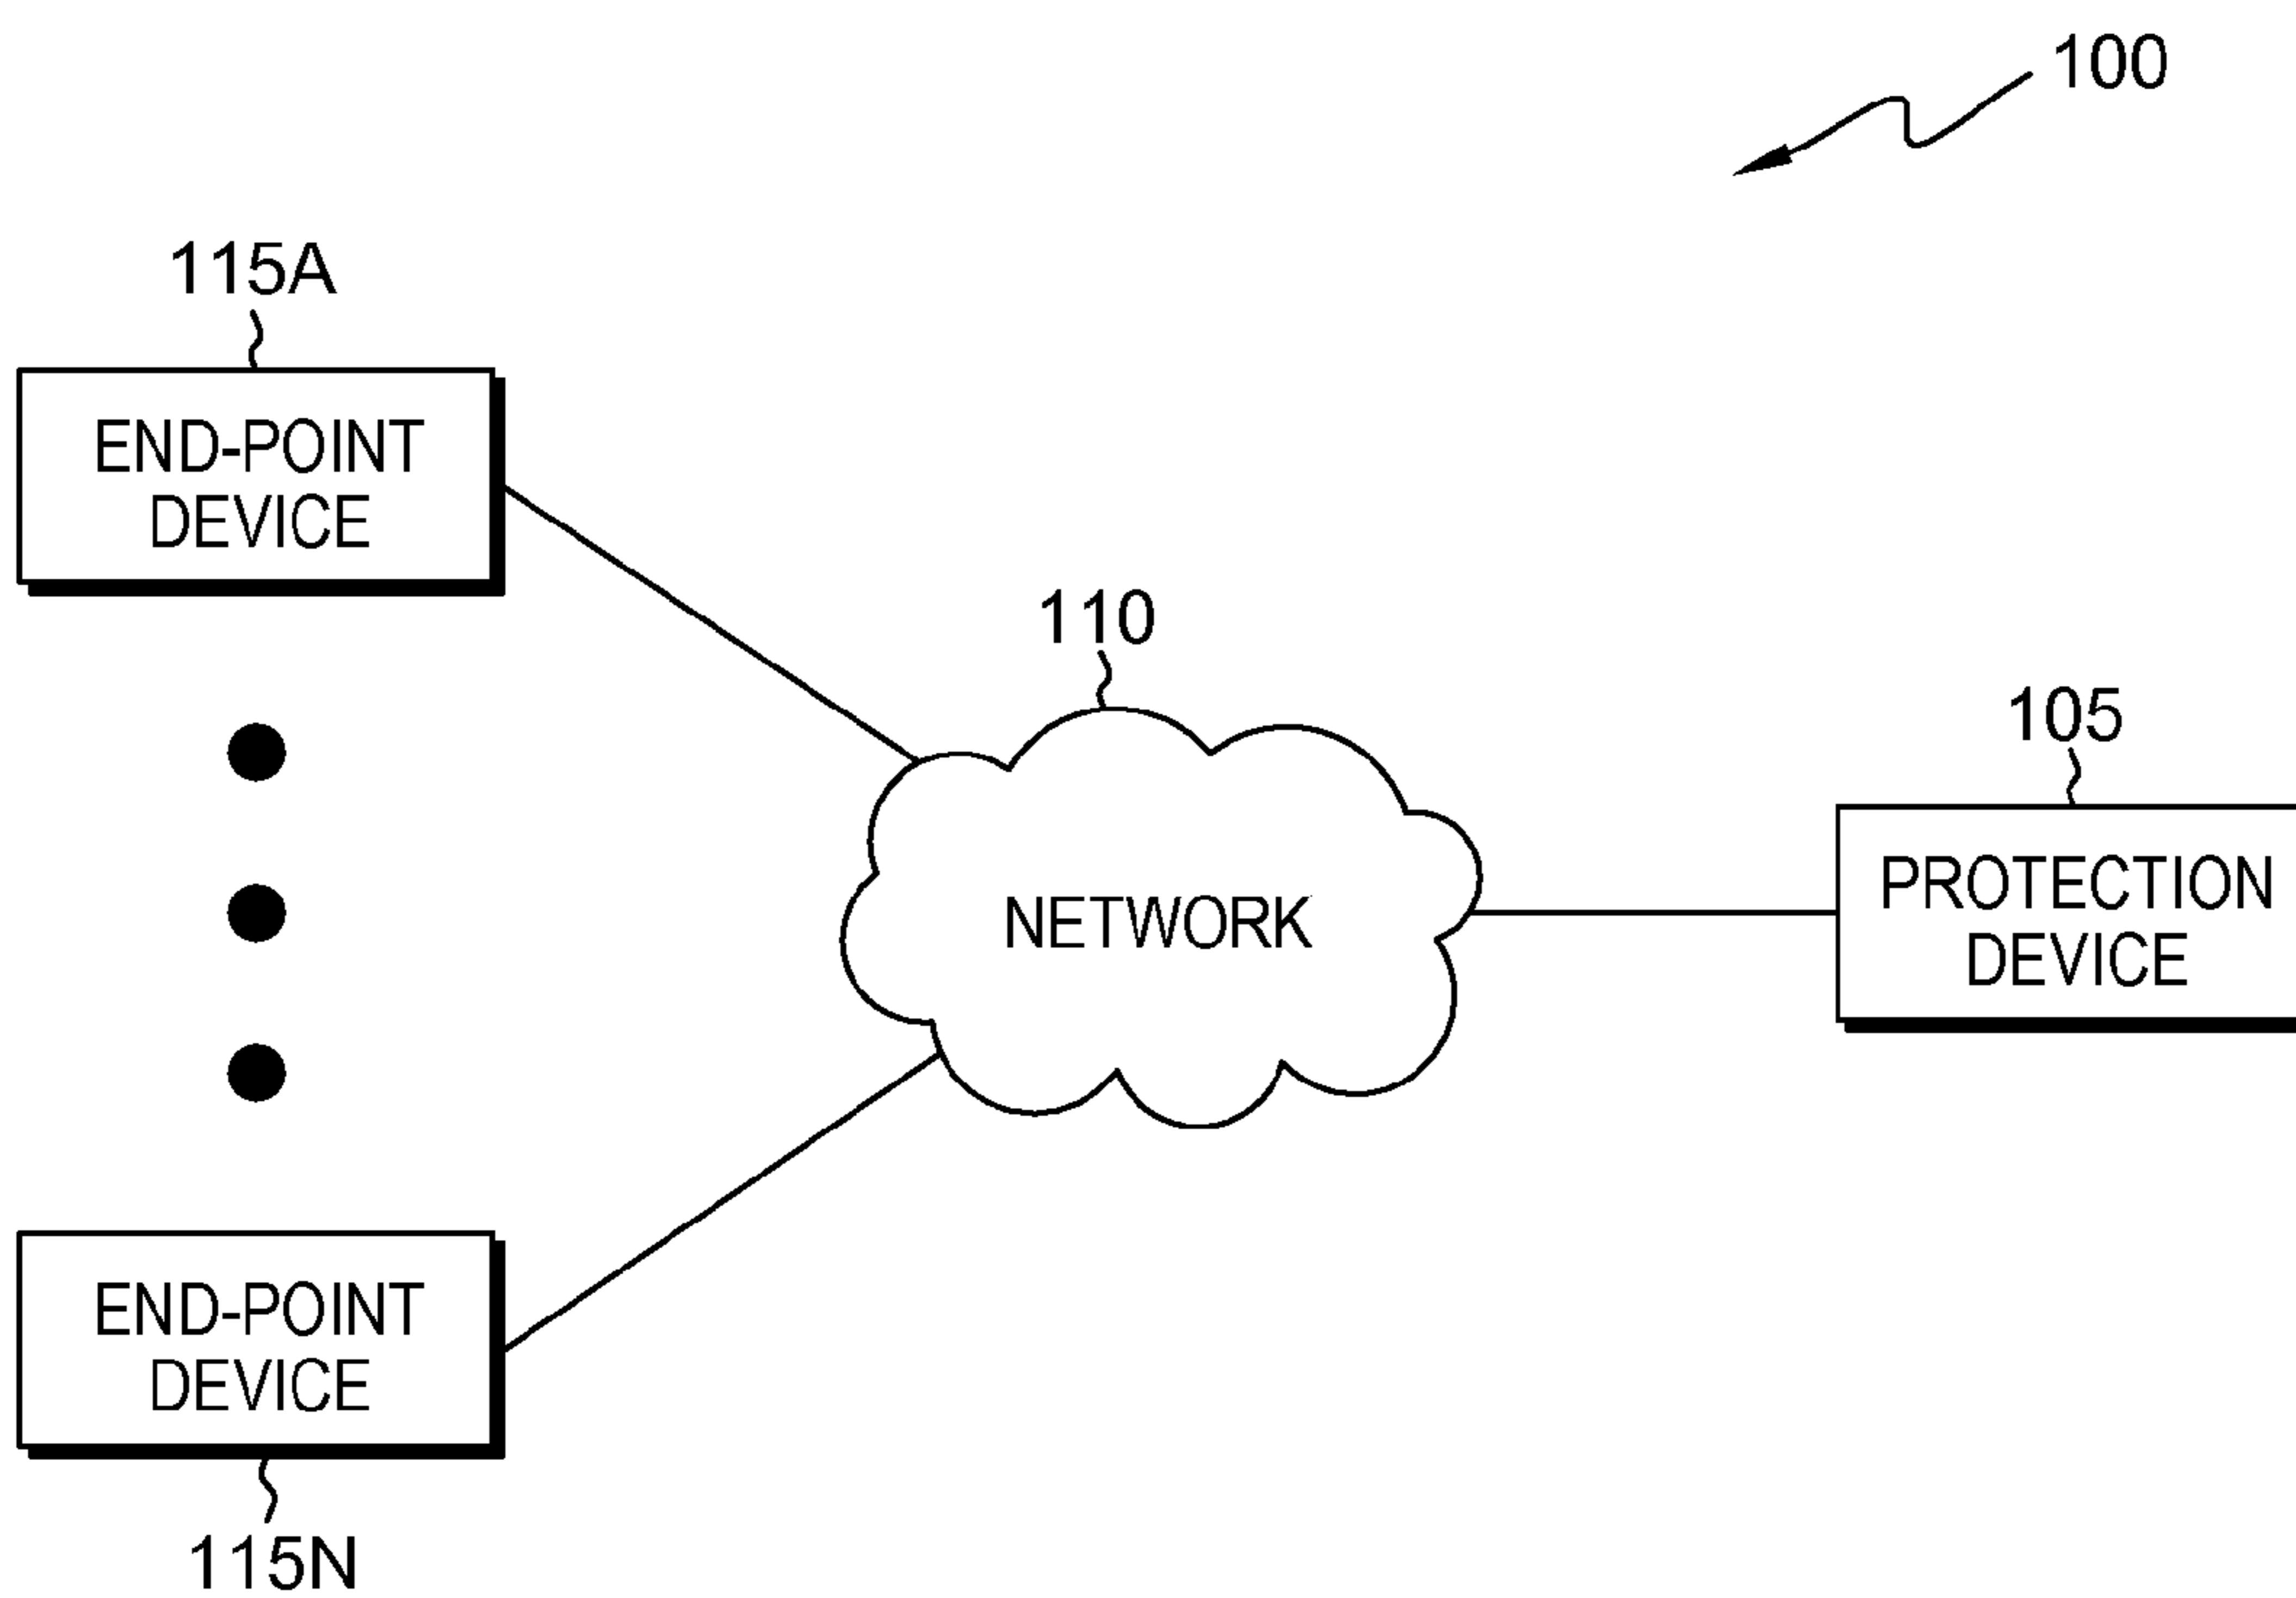 100
115A
END-POINT
DEVICE
110
NETWORK
105
PROTECTION
DEVICE
END-POINT
DEVICE
115N